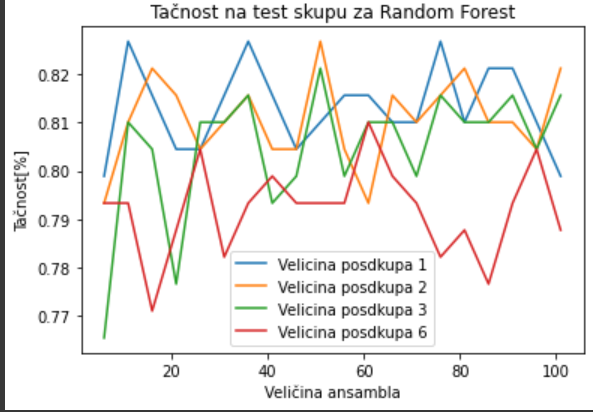 Tačnost na test skupu za Random Forest
Tačnost[%]
0.82
0.81
0.80
0.79
0.78
0.77
Velicina posdkupa 1
Velicina posdkupa 2
Velicina posdkupa 3
Velicina posdkupa 6
20 40 60 80 100
Veličina ansambla